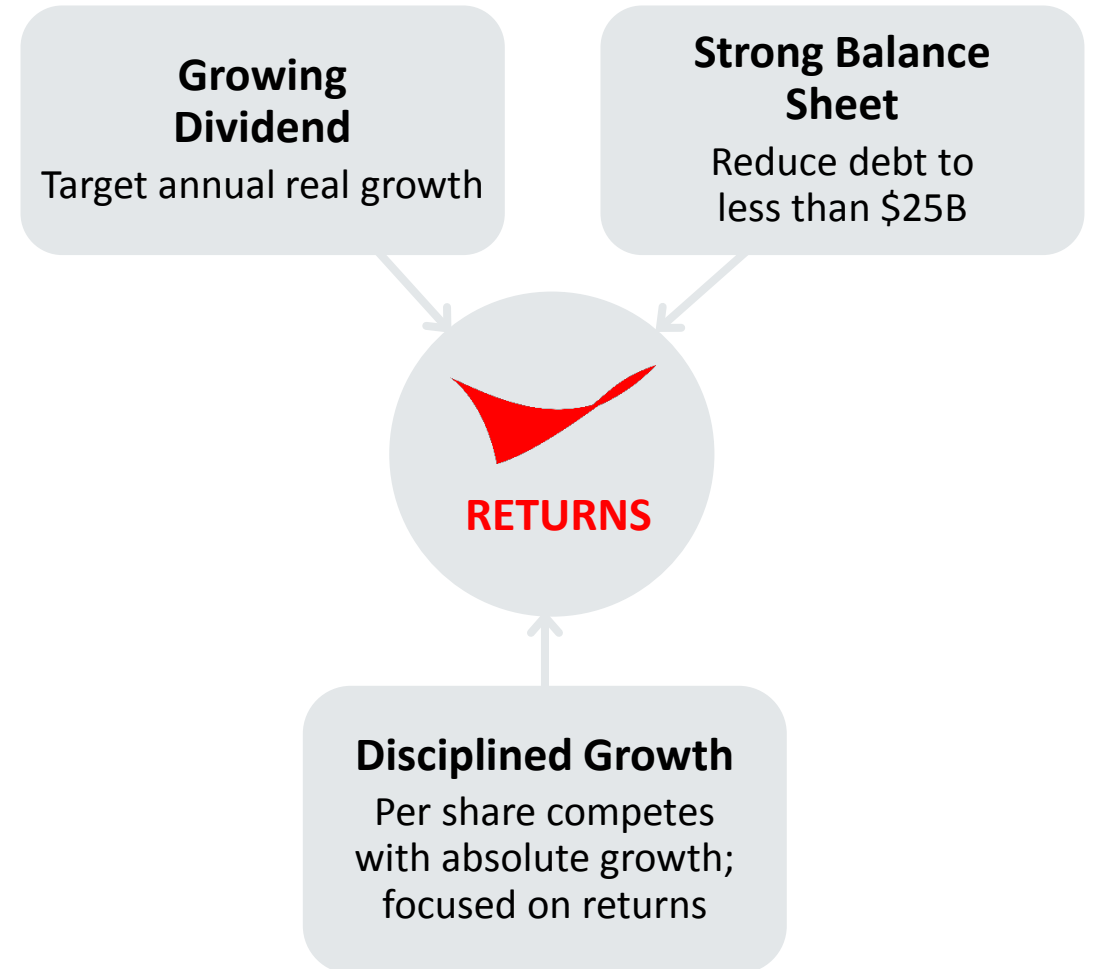 Growing
Dividend
Target annual real growth
Strong Balance
Sheet
Reduce debt to
less than $25B
RETURNS
Disciplined Growth
Per share competes
with absolute growth;
focused on returns